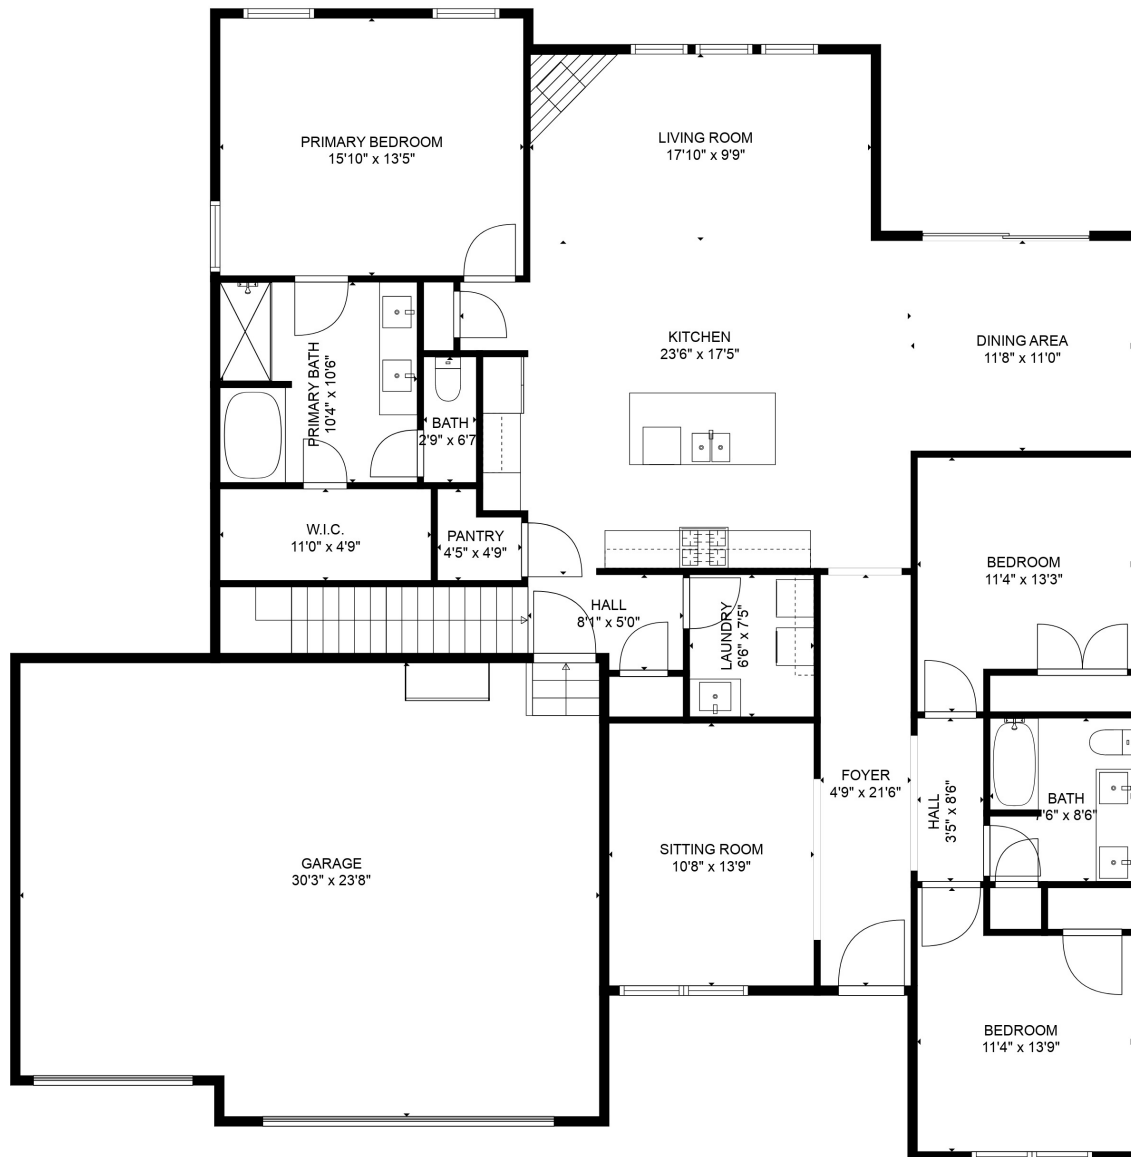 PRIMARY BEDROOM
15'10" x 13'5"
LIVING ROOM
17'10" x 9'9"
KITCHEN
23'6" x 17'5"
DINING AREA
11'8" x 11'0"
PRIMARY BATH
10'4" x 10'6"
BATH
2'9" x 6'7
W.I.C.
11'0" x 4'9"
PANTRY
4'5" x 4'9"
HALL
8'1" x 5'0"
LAUNDRY
6'6" x 7'5"
BEDROOM
11'4" x 13'3"
FOYER
4'9" x 21'6"
HALL
3'5" x 8'6"
BATH
7'6" x 8'6"
SITTING ROOM
10'8" x 13'9"
GARAGE
30'3" x 23'8"
BEDROOM
11'4" x 13'9"